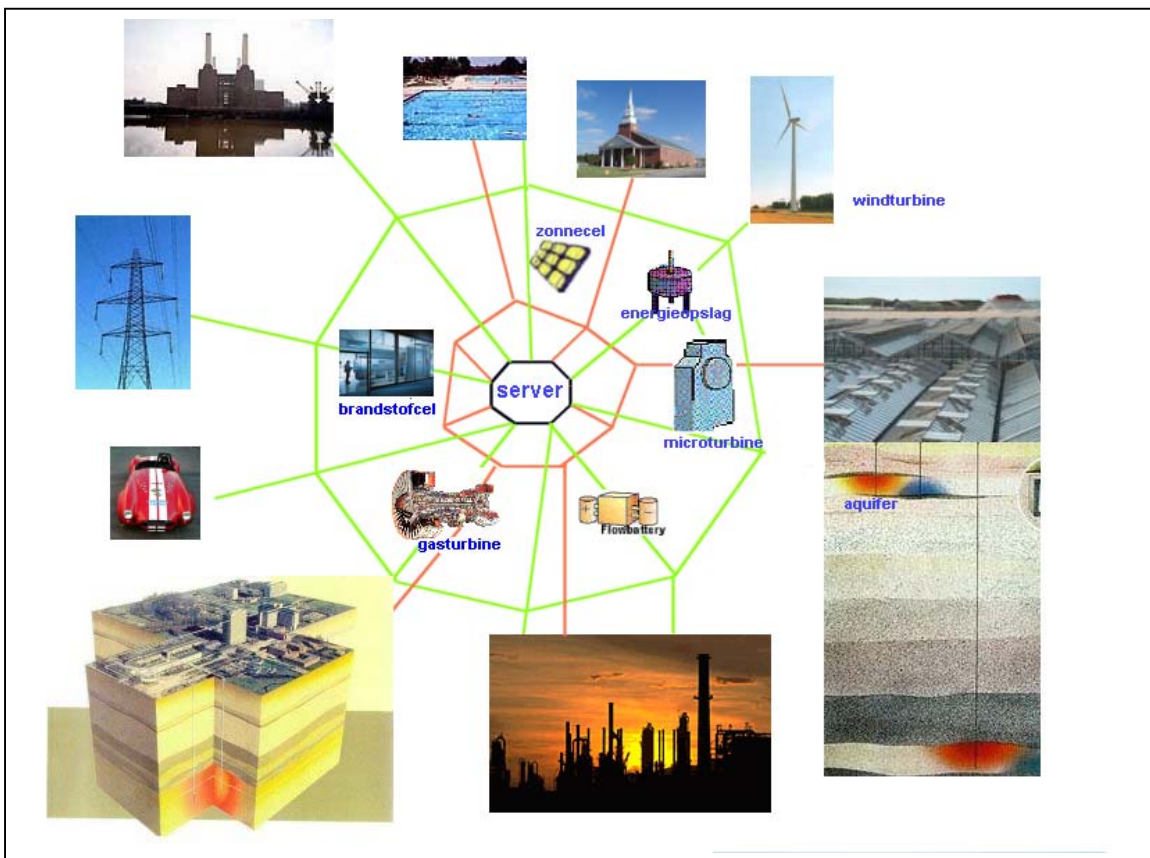 windturbine
zonnecel
energieopslag
server
brandstofcel
microturbine
aquifer
gasturbine
Flowbattery